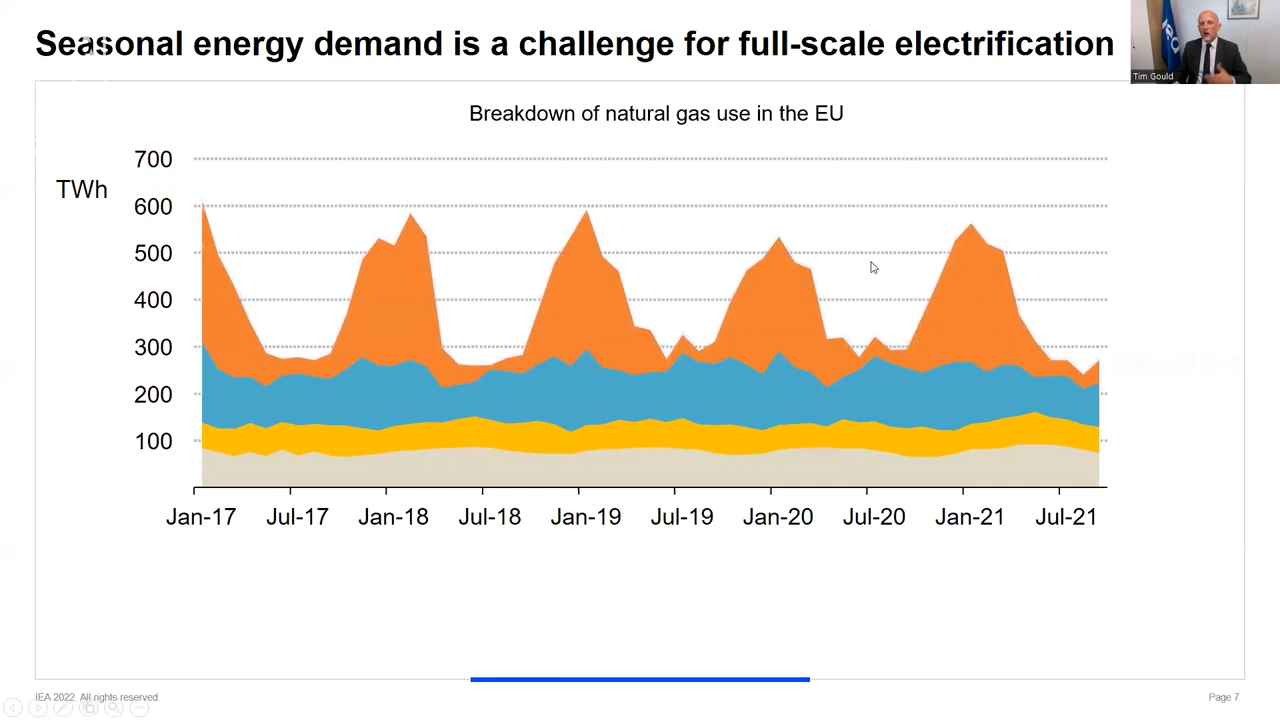 Seasonal energy demand is a challenge for full-scale electrification
Tim Gould
Breakdown of natural gas use in the EU
TWh
700
600
500
400
300
200
100
Jan-17 Jul-17 Jan-18 Jul-18 Jan-19 Jul-19 Jan-20 Jul-20 Jan-21 Jul-21
IEA 2022. All rights reserved.
Page 7